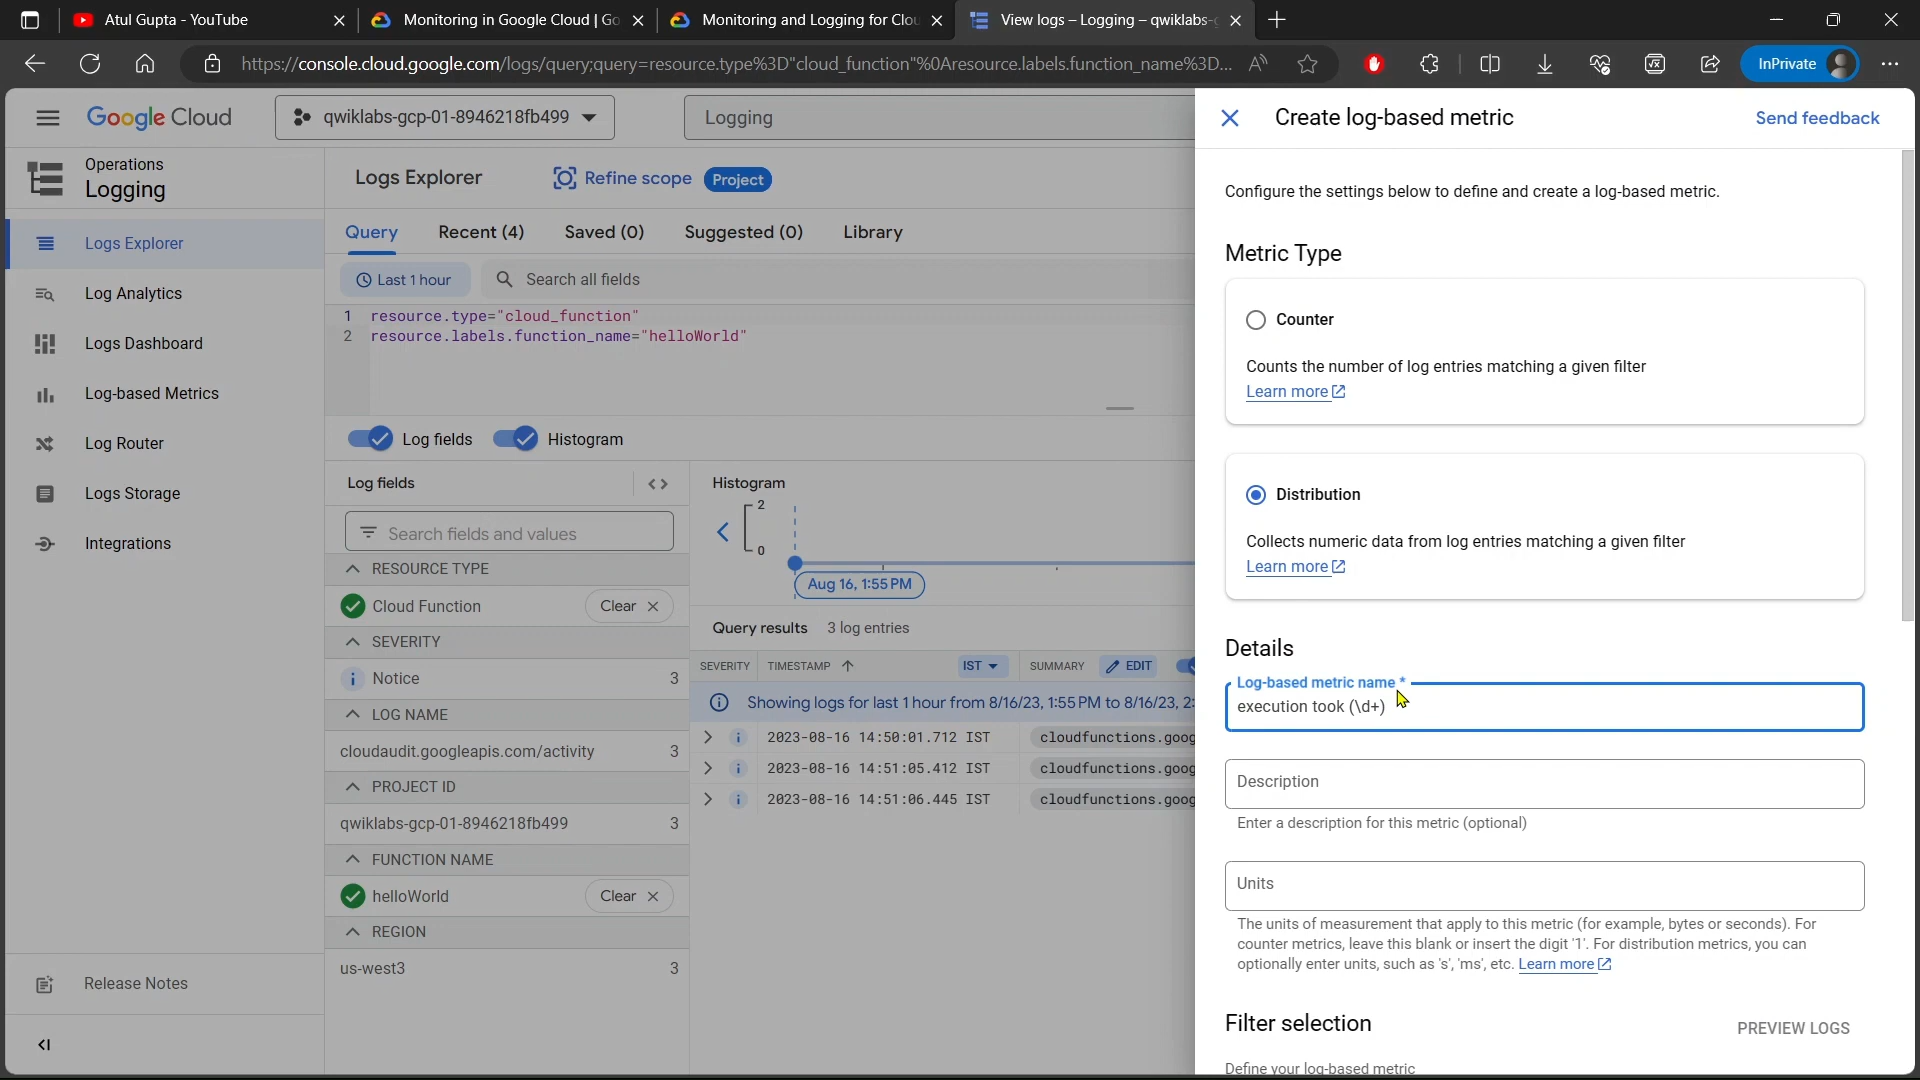 Atul Gupta - YouTube
Monitoring in Google Cloud | Go
Monitoring and Logging for Clou
View logs – Logging – qwiklabs-g
https://console.cloud.google.com/logs/query;query=resource.type%3D"cloud_function"%0Aresource.labels.function_name%3D...
InPrivate
Google Cloud
qwiklabs-gcp-01-8946218fb499
Logging
Operations
Logging
Logs Explorer
Log Analytics
Logs Dashboard
Log-based Metrics
Log Router
Logs Storage
Integrations
Release Notes
Logs Explorer
Refine scope
Project
Query
Recent (4)
Saved (0)
Suggested (0)
Library
Last 1 hour
Search all fields
1 resource.type="cloud_function"
2 resource.labels.function_name="helloWorld"
Log fields
Histogram
Log fields
Search fields and values
RESOURCE TYPE
Cloud Function
Clear
SEVERITY
Notice 3
LOG NAME
cloudaudit.googleapis.com/activity 3
PROJECT ID
qwiklabs-gcp-01-8946218fb499 3
FUNCTION NAME
helloWorld
Clear
REGION
us-west3 3
Histogram
2
0
Aug 16, 1:55 PM
Query results 3 log entries
SEVERITY TIMESTAMP IST SUMMARY EDIT
Showing logs for last 1 hour from 8/16/23, 1:55 PM to 8/16/23, 2:
2023-08-16 14:50:01.712 IST cloudfunctions.goog
2023-08-16 14:51:05.412 IST cloudfunctions.goog
2023-08-16 14:51:06.445 IST cloudfunctions.goog
Create log-based metric
Send feedback
Configure the settings below to define and create a log-based metric.
Metric Type
Counter
Counts the number of log entries matching a given filter
Learn more
Distribution
Collects numeric data from log entries matching a given filter
Learn more
Details
Log-based metric name *
execution took (\d+)
Description
Enter a description for this metric (optional)
Units
The units of measurement that apply to this metric (for example, bytes or seconds). For
counter metrics, leave this blank or insert the digit '1'. For distribution metrics, you can
optionally enter units, such as 's', 'ms', etc. Learn more
Filter selection
PREVIEW LOGS
Define your log-based metric